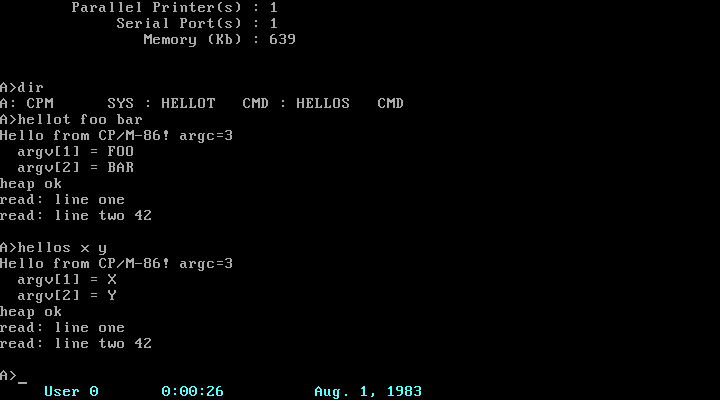 Parallel Printer(s) : 1
Serial Port(s) : 1
Memory (Kb) : 639
A>dir
A: CPM      SYS : HELLOT   CMD : HELLOS   CMD
A>hellot foo bar
Hello from CP/M-86! argc=3
  argv[1] = FOO
  argv[2] = BAR
heap ok
read: line one
read: line two 42
A>hellos x y
Hello from CP/M-86! argc=3
  argv[1] = X
  argv[2] = Y
heap ok
read: line one
read: line two 42
A>_
User 0       0:00:26          Aug. 1, 1983